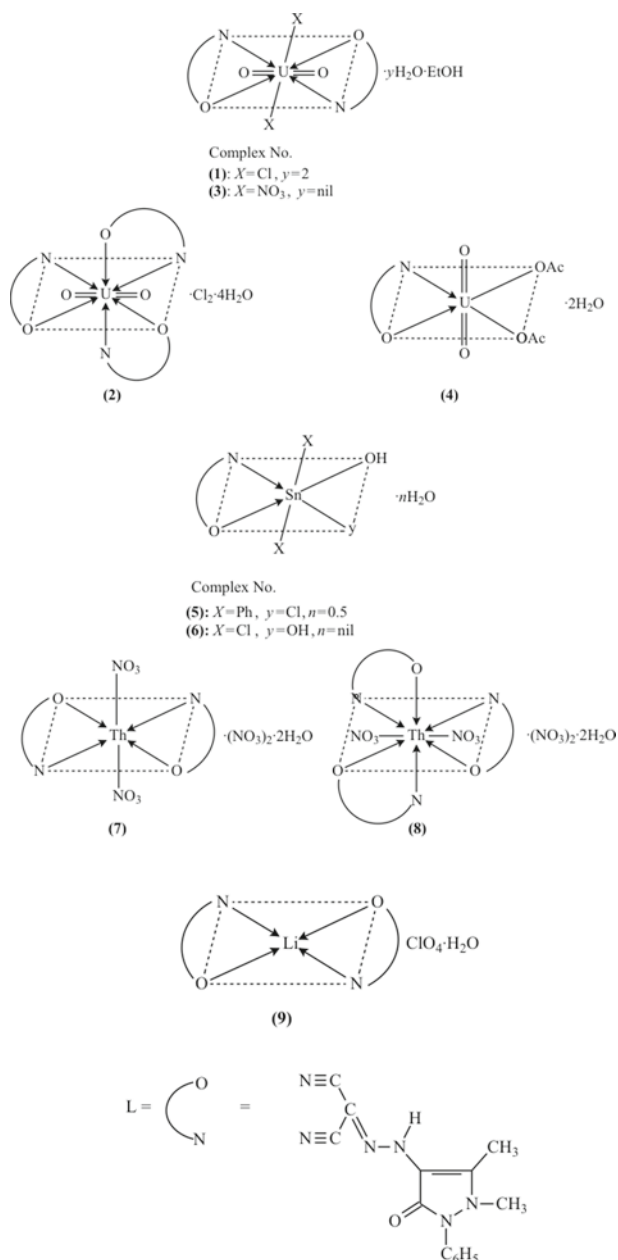 X
N
O
O=U=O
·yH₂O·EtOH
O
N
X
Complex No.
(1): X=Cl, y=2
(3): X=NO₃, y=nil
O
N
N
O=U=O
·Cl₂·4H₂O
O
O
N
(2)
O
N
OAc
U
·2H₂O
O
OAc
O
(4)
X
N
OH
Sn
·nH₂O
O
y
X
Complex No.
(5): X=Ph, y=Cl, n=0.5
(6): X=Cl, y=OH, n=nil
NO₃
O
N
Th
·(NO₃)₂·2H₂O
N
O
NO₃
(7)
O
N
N
NO₃—Th—NO₃
·(NO₃)₂·2H₂O
O
O
N
(8)
N
O
Li
ClO₄·H₂O
O
N
(9)
L =
O
N
=
N≡C
C
N≡C
H
N–N
CH₃
N–CH₃
O
N
C₆H₅